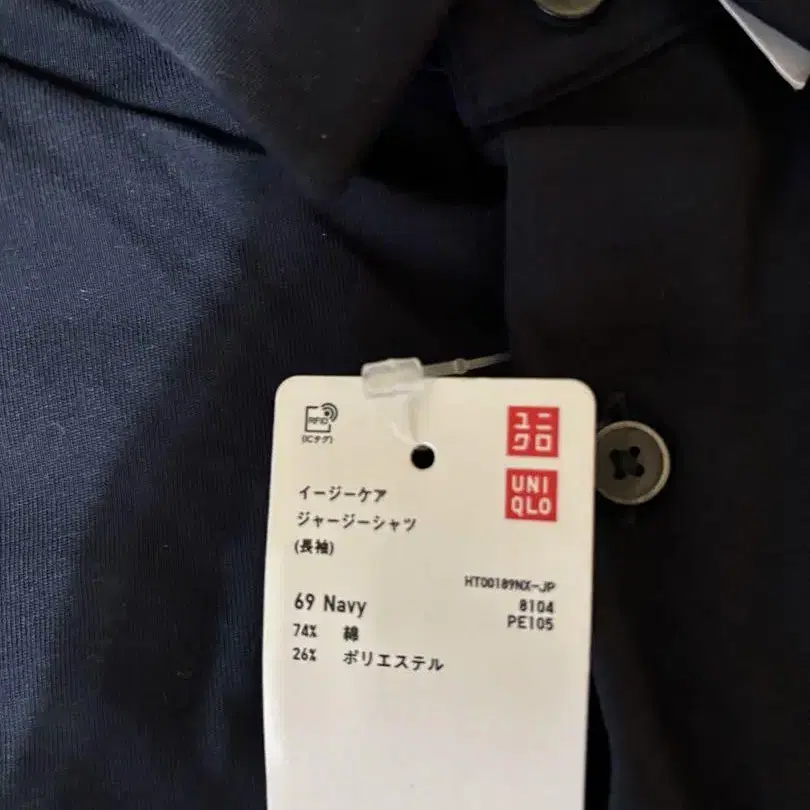 RFID
(ICタグ)
ユニ
クロ
UNI
QLO
イージーケア
ジャージーシャツ
(長袖)
HT00189NX-JP
69 Navy
8104
74% 綿
PE105
26% ポリエステル